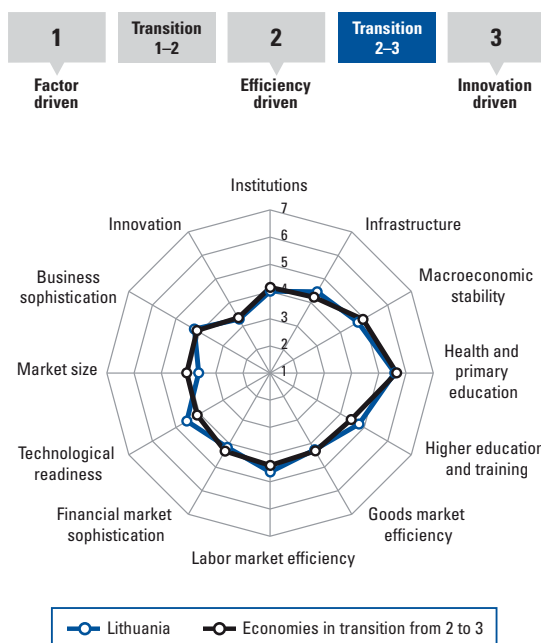 1
Transition
1–2
2
Transition
2–3
3
Factor
driven
Efficiency
driven
Innovation
driven
Institutions
7
Innovation
Infrastructure
6
5
Business
sophistication
Macroeconomic
stability
4
3
2
Market size
1
Health and
primary
education
Technological
readiness
Higher education
and training
Financial market
sophistication
Goods market
efficiency
Labor market efficiency
Lithuania
Economies in transition from 2 to 3